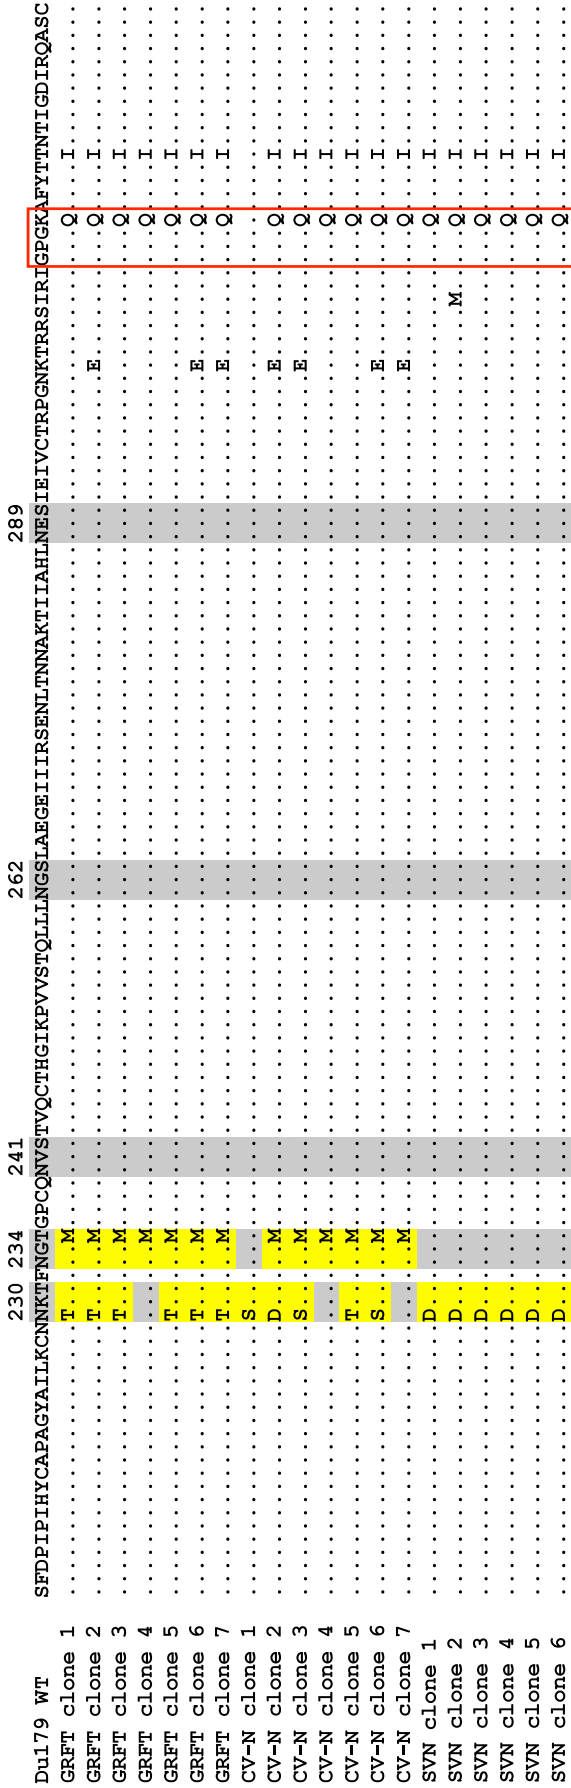 230 234 241 262 289
Du179 WT SFDPIPIHYCAPAGYAILKCNNKTFNGTGPCQNVSTVQCTHGIKPVVSTQLLLNGSLAEGEIIIRSENLTNNAKTIIAHLNESIEIVCTRPGNKTRRSIRIGPGKAFYTTNTIGDIRQASC
GRFT clone 1 .....................T.....M............................................................................Q....I...........
GRFT clone 2 .....................T.....M.................................................................E..........Q....I...........
GRFT clone 3 .....................T.....M............................................................................Q....I...........
GRFT clone 4 ...........................M............................................................................Q....I...........
GRFT clone 5 .....................T.....M............................................................................Q....I...........
GRFT clone 6 .....................T.....M.................................................................E..........Q....I...........
GRFT clone 7 .....................T.....M.................................................................E..........Q....I...........
CV-N clone 1 .....................S...................................................................................................
CV-N clone 2 .....................D.....M.................................................................E..........Q....I...........
CV-N clone 3 .....................S.....M.................................................................E..........Q....I...........
CV-N clone 4 ...........................M............................................................................Q....I...........
CV-N clone 5 .....................T.....M............................................................................Q....I...........
CV-N clone 6 .....................S.....M.................................................................E..........Q....I...........
CV-N clone 7 ...........................M.................................................................E..........Q....I...........
SVN clone 1 .....................D..................................................................................Q....I...........
SVN clone 2 .....................D............................................................................M.....Q....I...........
SVN clone 3 .....................D..................................................................................Q....I...........
SVN clone 4 .....................D..................................................................................Q....I...........
SVN clone 5 .....................D..................................................................................Q....I...........
SVN clone 6 .....................D..................................................................................Q....I...........